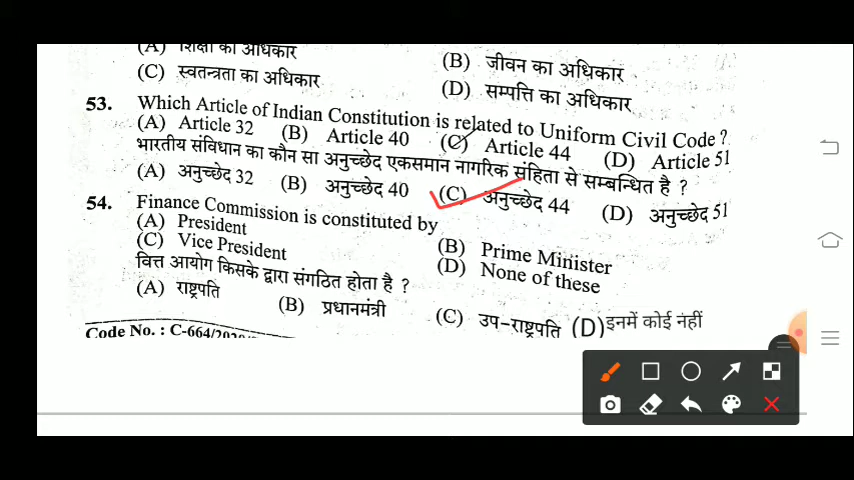 (A) शिक्षा का अधिकार
(B) जीवन का अधिकार
(C) स्वतन्त्रता का अधिकार
(D) सम्पत्ति का अधिकार
53. Which Article of Indian Constitution is related to Uniform Civil Code ?
(A) Article 32 (B) Article 40 (C) Article 44 (D) Article 51
भारतीय संविधान का कौन सा अनुच्छेद एकसमान नागरिक संहिता से सम्बन्धित है ?
(A) अनुच्छेद 32 (B) अनुच्छेद 40 (C) अनुच्छेद 44 (D) अनुच्छेद 51
54. Finance Commission is constituted by
(A) President
(B) Prime Minister
(C) Vice President
(D) None of these
वित्त आयोग किसके द्वारा संगठित होता है ?
(A) राष्ट्रपति (B) प्रधानमंत्री (C) उप-राष्ट्रपति (D) इनमें कोई नहीं
Code No. : C-664/2020/